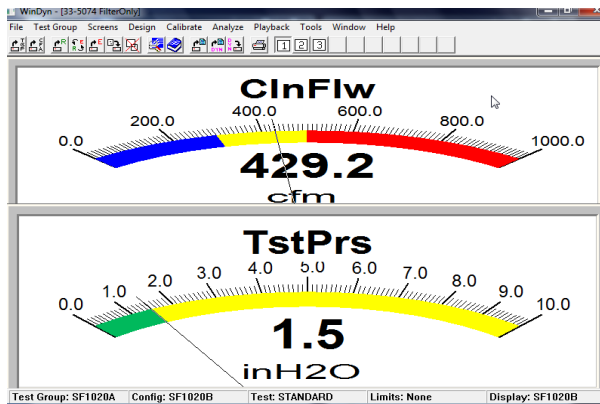 WinDyn - [33-5074 FilterOnly]
File Test Group Screens Design Calibrate Analyze Playback Tools Window Help
1 2 3
ClnFlw
0.0 200.0 400.0 600.0 800.0 1000.0
429.2
cfm
TstPrs
0.0 1.0 2.0 3.0 4.0 5.0 6.0 7.0 8.0 9.0 10.0
1.5
inH2O
Test Group: SF1020A Config: SF1020B Test: STANDARD Limits: None Display: SF1020B